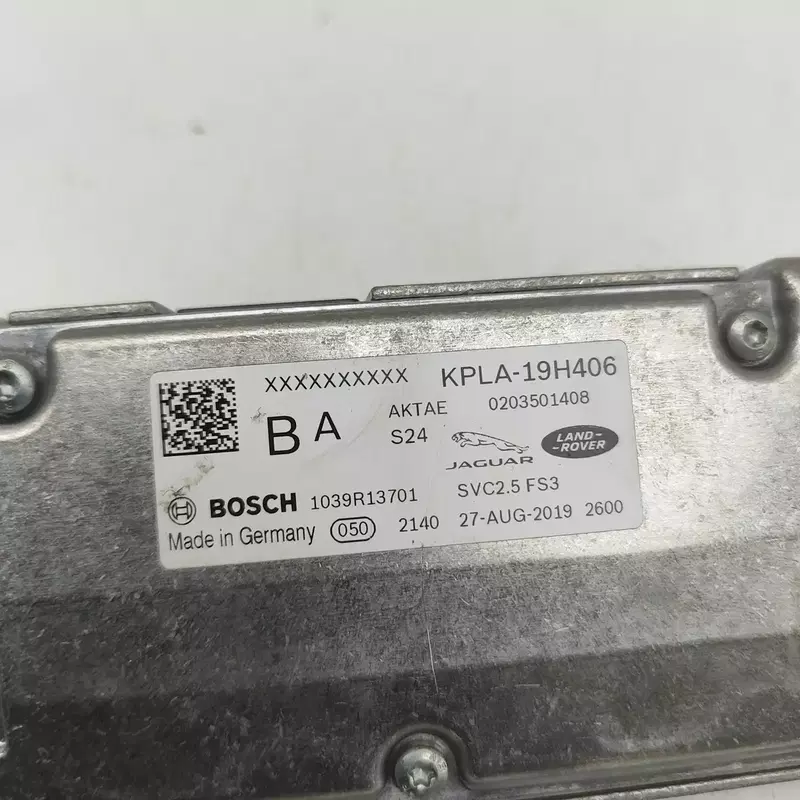 XXXXXXXXXX KPLA-19H406
BA AKTAE 0203501408
S24 JAGUAR LAND-ROVER
BOSCH 1039R13701 SVC2.5 FS3
Made in Germany 050 2140 27-AUG-2019 2600